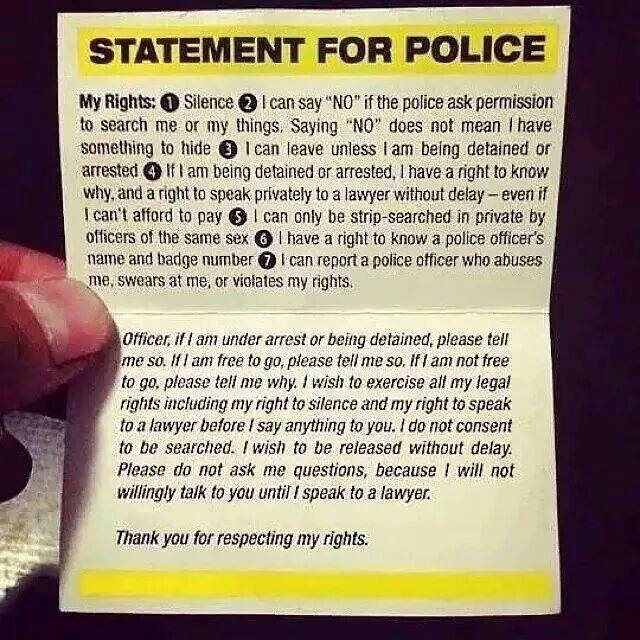 STATEMENT FOR POLICE
My Rights: ❶ Silence ❷ I can say “NO” if the police ask permission
to search me or my things. Saying “NO” does not mean I have
something to hide ❸ I can leave unless I am being detained or
arrested ❹ If I am being detained or arrested, I have a right to know
why, and a right to speak privately to a lawyer without delay – even if
I can’t afford to pay ❺ I can only be strip-searched in private by
officers of the same sex ❻ I have a right to know a police officer’s
name and badge number ❼ I can report a police officer who abuses
me, swears at me, or violates my rights.
Officer, if I am under arrest or being detained, please tell
me so. If I am free to go, please tell me so. If I am not free
to go, please tell me why. I wish to exercise all my legal
rights including my right to silence and my right to speak
to a lawyer before I say anything to you. I do not consent
to be searched. I wish to be released without delay.
Please do not ask me questions, because I will not
willingly talk to you until I speak to a lawyer.
Thank you for respecting my rights.